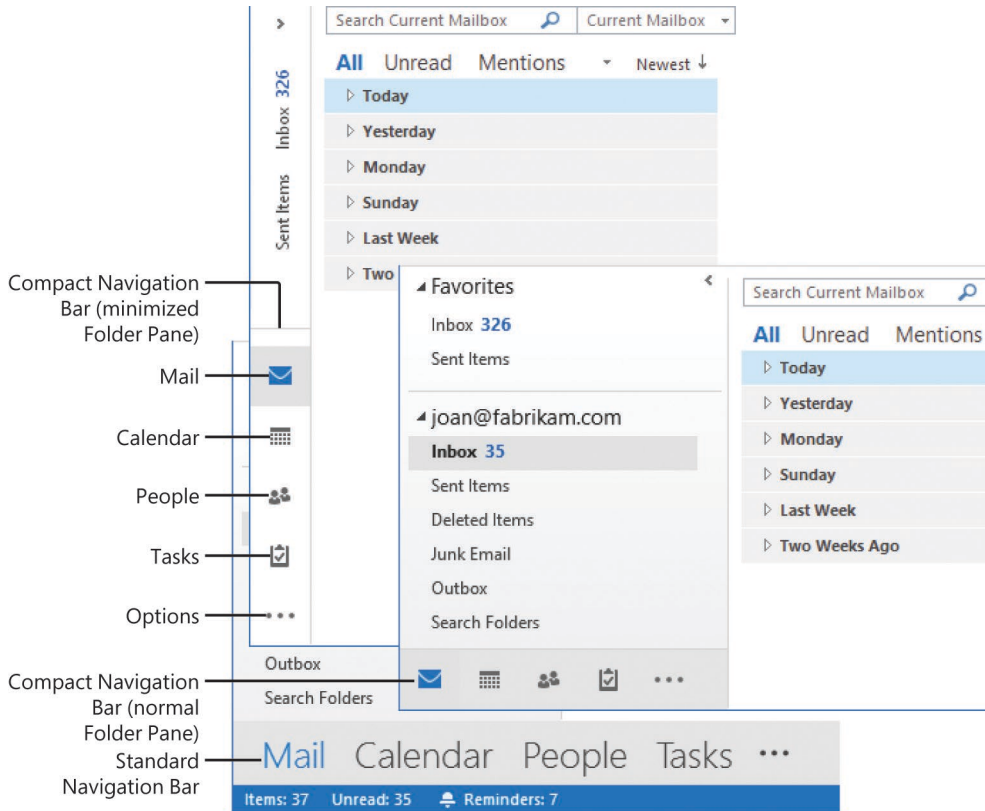 Search Current Mailbox
Current Mailbox
All Unread Mentions Newest ↓
Today
Yesterday
Monday
Sunday
Last Week
Two
Inbox 326
Sent Items
Compact Navigation
Bar (minimized
Folder Pane)
Mail
Calendar
People
Tasks
Options
Compact Navigation
Bar (normal
Folder Pane)
Standard
Navigation Bar
Favorites
Inbox 326
Sent Items
joan@fabrikam.com
Inbox 35
Sent Items
Deleted Items
Junk Email
Outbox
Search Folders
Search Current Mailbox
All Unread Mentions
Today
Yesterday
Monday
Sunday
Last Week
Two Weeks Ago
Outbox
Search Folders
Mail Calendar People Tasks •••
Items: 37 Unread: 35 Reminders: 7